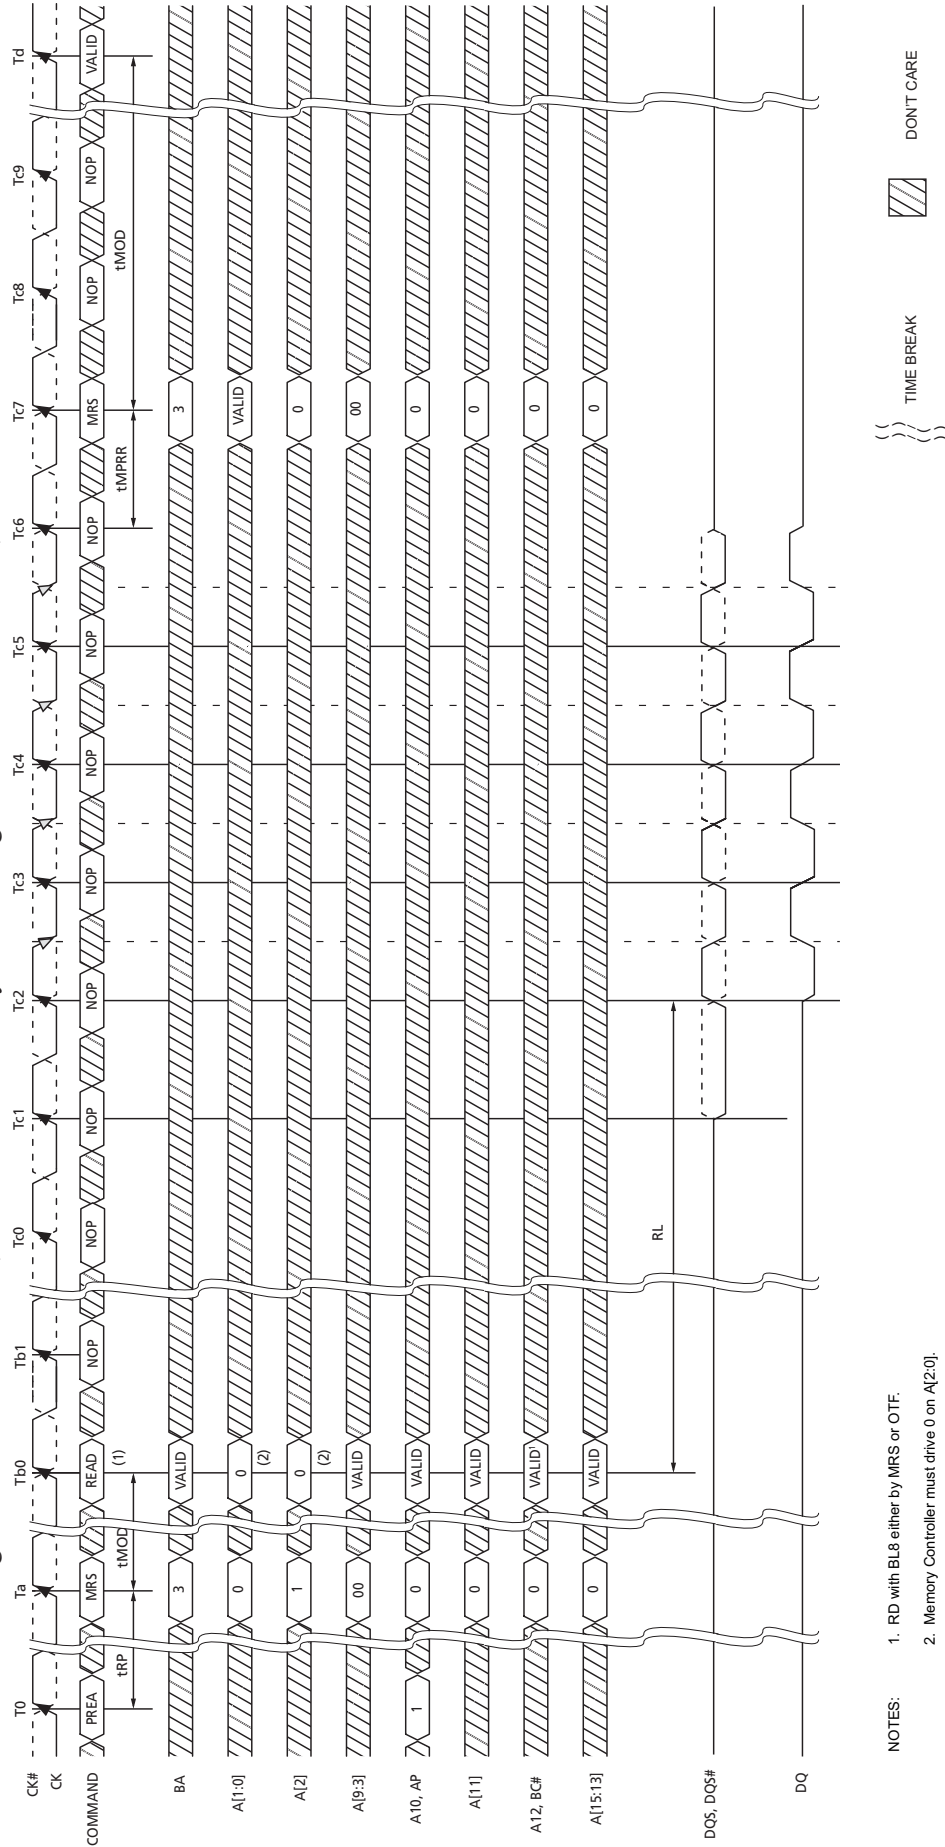 T0 Ta Tb0 Tb1 Tc0 Tc1 Tc2 Tc3 Tc4 Tc5 Tc6 Tc7 Tc8 Tc9 Td
CK#
CK
COMMAND PREA MRS READ NOP NOP NOP NOP NOP NOP NOP NOP MRS NOP NOP VALID
tRP tMOD (1) tMPRR tMOD
BA 3 VALID 3
A[1:0] 0 0 VALID
(2)
A[2] 1 0 0
(2)
A[9:3] 00 VALID 00
A10, AP 1 0 VALID 0
A[11] 0 VALID 0
A12, BC# 0 VALID¹ 0
A[15:13] 0 VALID 0
RL
DQS, DQS#
DQ
NOTES: 1. RD with BL8 either by MRS or OTF. TIME BREAK DON'T CARE
2. Memory Controller must drive 0 on A[2:0].